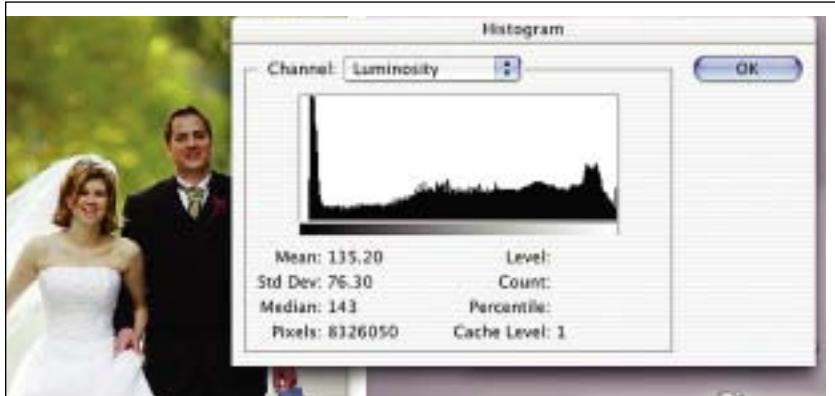 Histogram
Channel: Luminosity
OK
Mean: 135.20
Level:
Std Dev: 76.30
Count:
Median: 143
Percentile:
Pixels: 8326050
Cache Level: 1